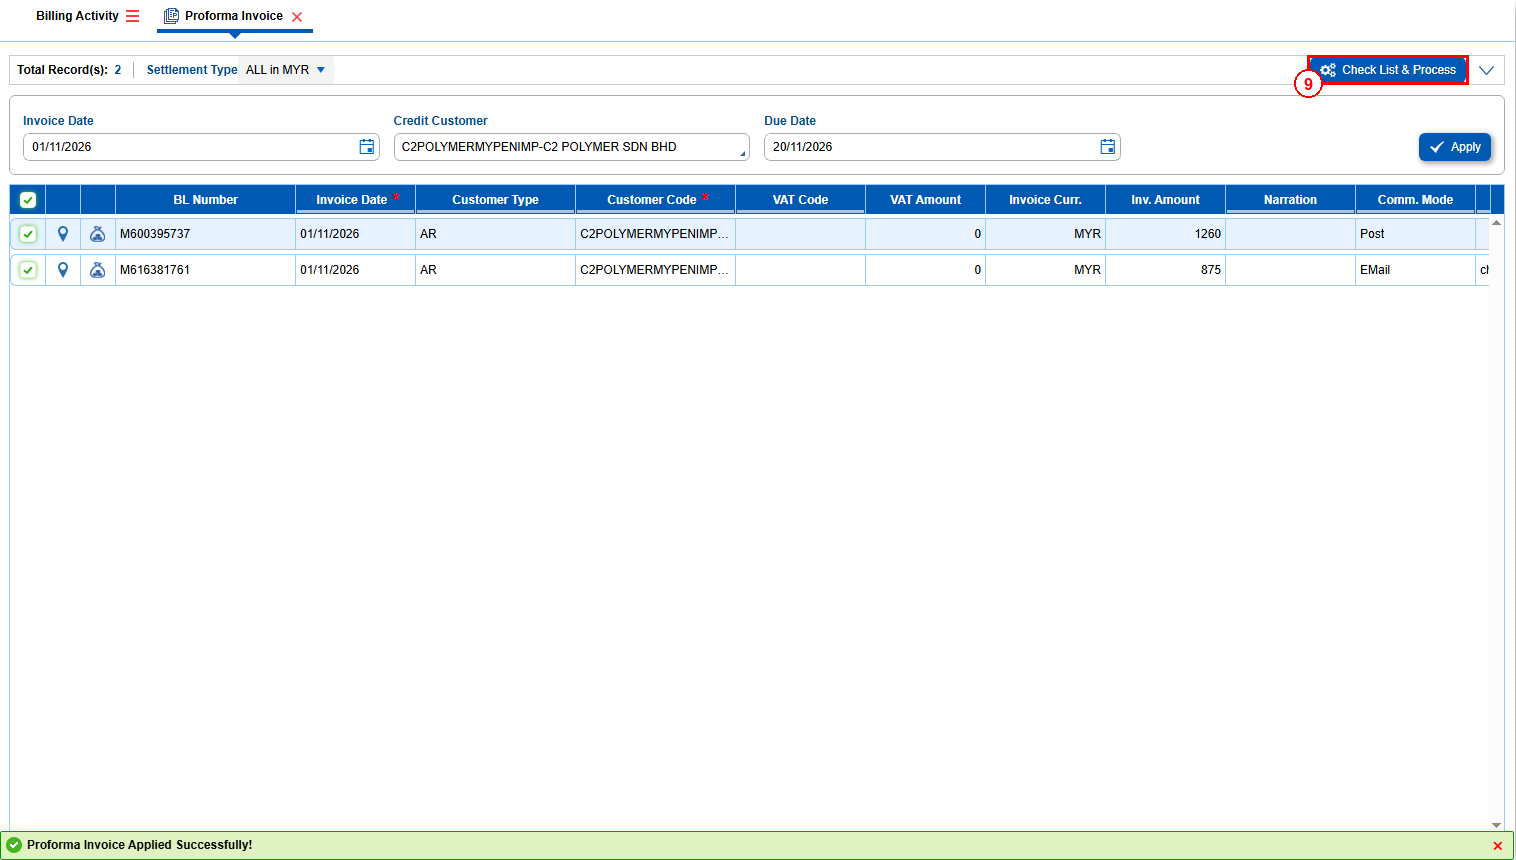 Billing Activity Proforma Invoice
Total Record(s): 2 Settlement Type ALL in MYR Check List & Process
9
Invoice Date Credit Customer Due Date
01/11/2026 C2POLYMERMYPENIMP-C2 POLYMER SDN BHD 20/11/2026 Apply
BL Number Invoice Date * Customer Type Customer Code * VAT Code VAT Amount Invoice Curr. Inv. Amount Narration Comm. Mode
M600395737 01/11/2026 AR C2POLYMERMYPENIMP... 0 MYR 1260 Post
M616381761 01/11/2026 AR C2POLYMERMYPENIMP... 0 MYR 875 EMail
Proforma Invoice Applied Successfully!